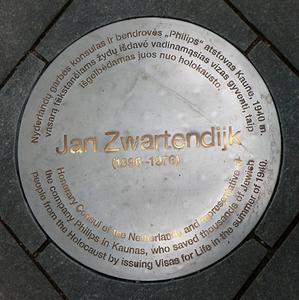 Nyderlandų garbės konsulas ir bendrovės „Philips“ atstovas Kaune, 1940 m.
vasarą tūkstančiams žydų išdavė vadinamąsias vizas gyventi, taip
išgelbėdamas juos nuo holokausto.
Jan Zwartendijk
(1896–1976)
Honorary Consul of the Netherlands and representative of
the company Philips in Kaunas, who saved thousands of Jewish
people from the Holocaust by issuing Visas for Life in the summer of 1940.